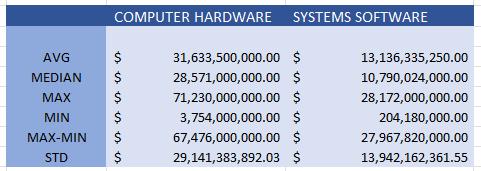 COMPUTER HARDWARE SYSTEMS SOFTWARE
AVG $ 31,633,500,000.00 $ 13,136,335,250.00
MEDIAN $ 28,571,000,000.00 $ 10,790,024,000.00
MAX $ 71,230,000,000.00 $ 28,172,000,000.00
MIN $ 3,754,000,000.00 $ 204,180,000.00
MAX-MIN $ 67,476,000,000.00 $ 27,967,820,000.00
STD $ 29,141,383,892.03 $ 13,942,162,361.55